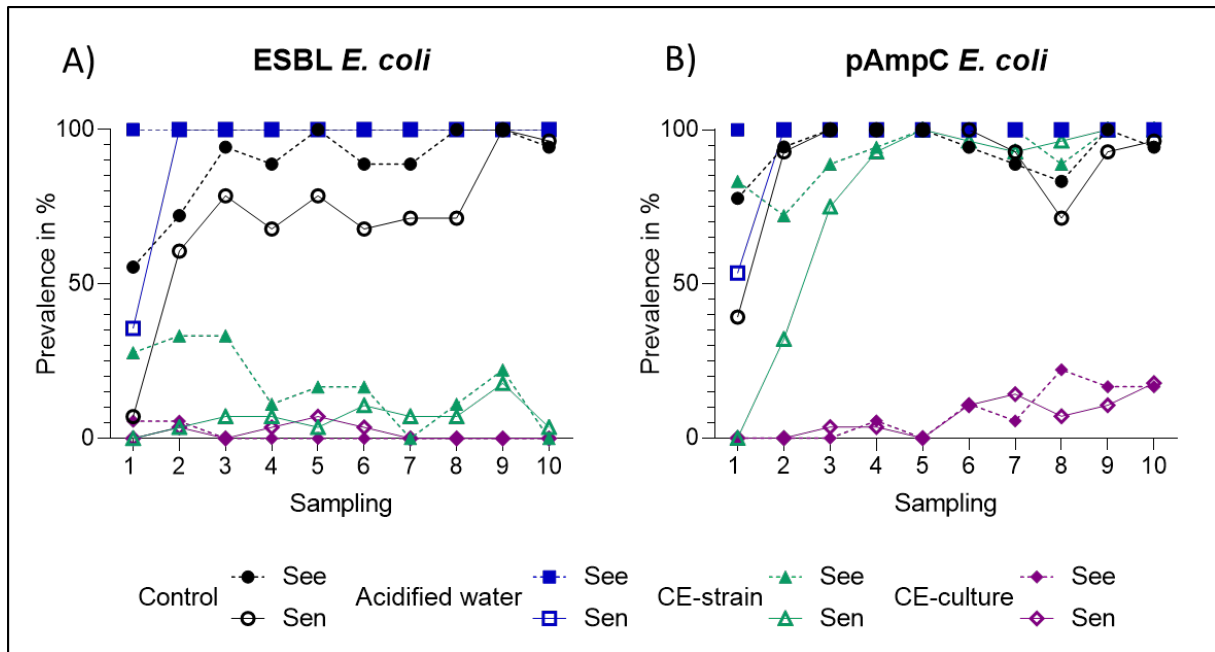 A) ESBL E. coli
B) pAmpC E. coli
Prevalence in %
100
50
0
1 2 3 4 5 6 7 8 9 10
Sampling
Prevalence in %
100
50
0
1 2 3 4 5 6 7 8 9 10
Sampling
Control See Sen
Acidified water See Sen
CE-strain See Sen
CE-culture See Sen